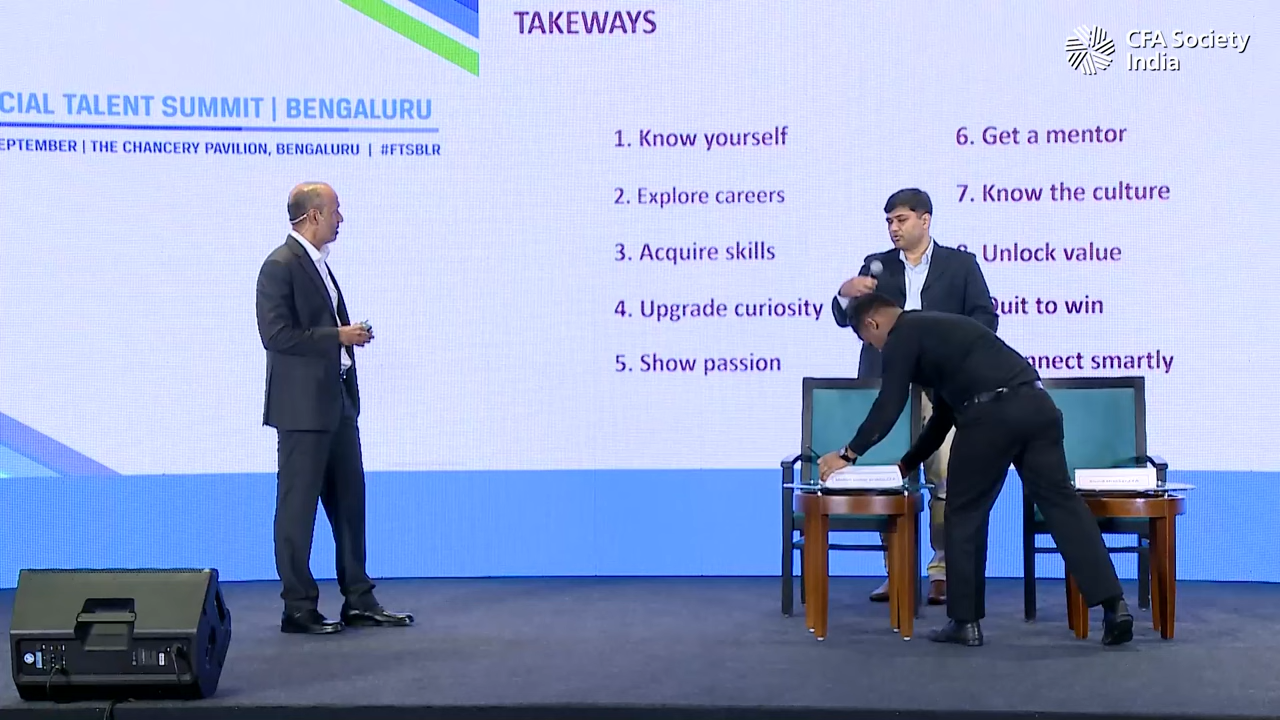 TAKEWAYS
CFA Society
India
CIAL TALENT SUMMIT | BENGALURU
EPTEMBER | THE CHANCERY PAVILION, BENGALURU | #FTSBLR
1. Know yourself
2. Explore careers
3. Acquire skills
4. Upgrade curiosity
5. Show passion
6. Get a mentor
7. Know the culture
8. Unlock value
Quit to win
nnect smartly